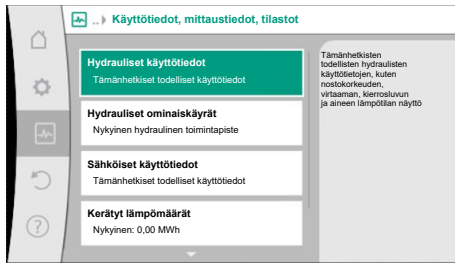 ..› Käyttötiedot, mittaustiedot, tilastot
Hydrauliset käyttötiedot
Tämänhetkiset todelliset käyttötiedot
Hydrauliset ominaiskäyrät
Nykyinen hydraulinen toimintapiste
Sähköiset käyttötiedot
Tämänhetkiset todelliset käyttötiedot
Kerätyt lämpömäärät
Nykyinen: 0,00 MWh
Tämänhetkisten
todellisten hydraulisten
käyttötietojen, kuten
nostokorkeuden,
virtaaman, kierrosluvun
ja aineen lämpötilan näyttö
?